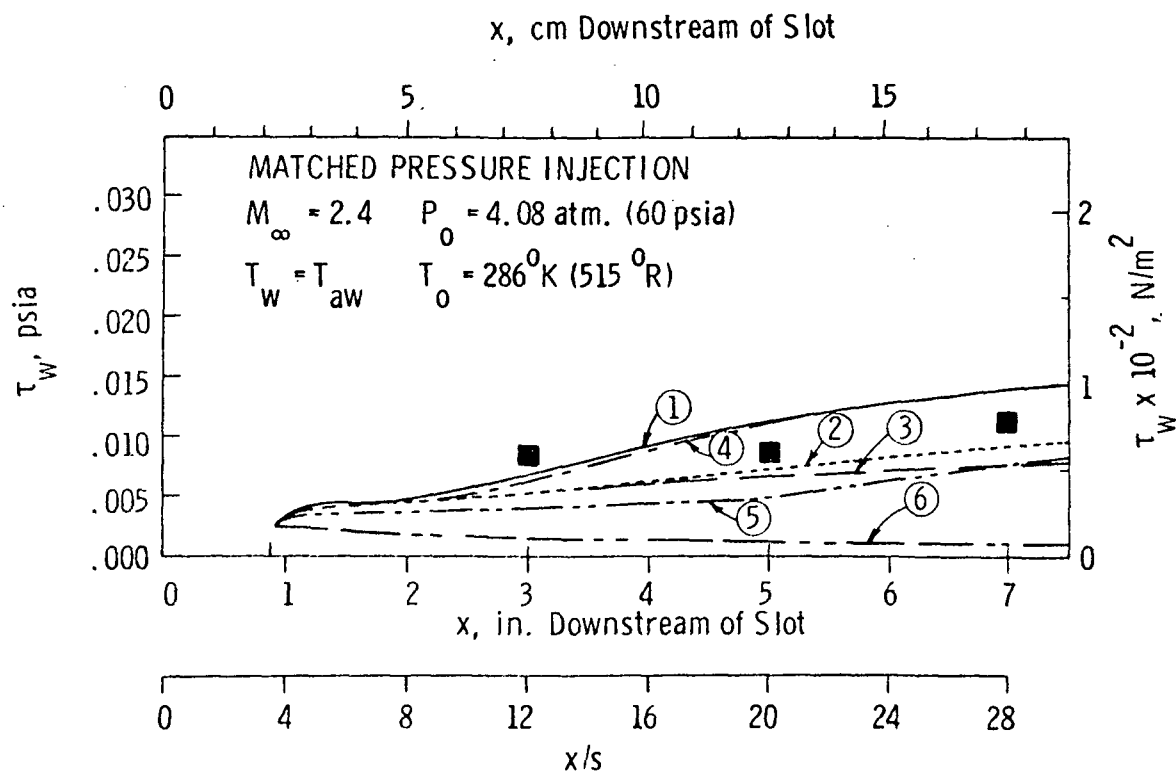 x, cm Downstream of Slot
0 5 10 15
MATCHED PRESSURE INJECTION
M∞ = 2.4 Po = 4.08 atm. (60 psia)
Tw = Taw To = 286°K (515 °R)
τw, psia
.030
.025
.020
.015
.010
.005
.000
2
1
0
τw x 10⁻², N/m²
1
4
2
3
5
6
0 1 2 3 4 5 6 7
x, in. Downstream of Slot
0 4 8 12 16 20 24 28
x/s